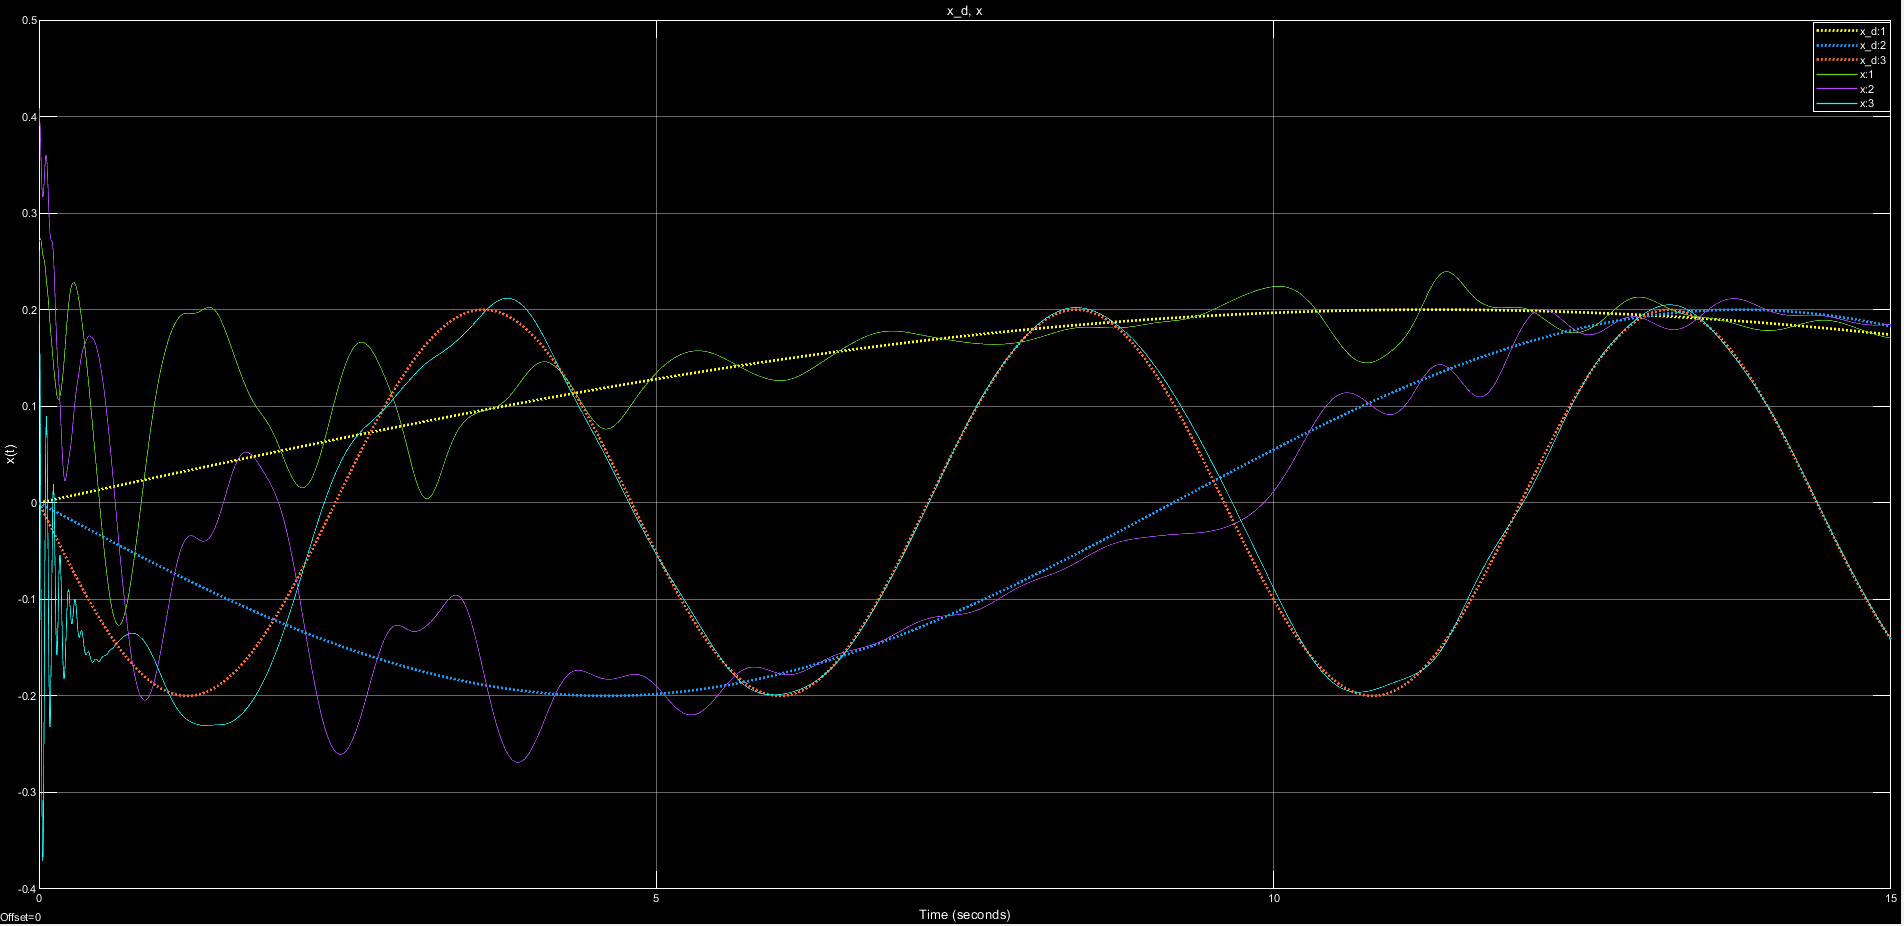 x_d, x
0.5
0.4
0.3
0.2
0.1
0
-0.1
-0.2
-0.3
-0.4
x(t)
x_d:1
x_d:2
x_d:3
x:1
x:2
x:3
0 5 10 15
Time (seconds)
Offset=0